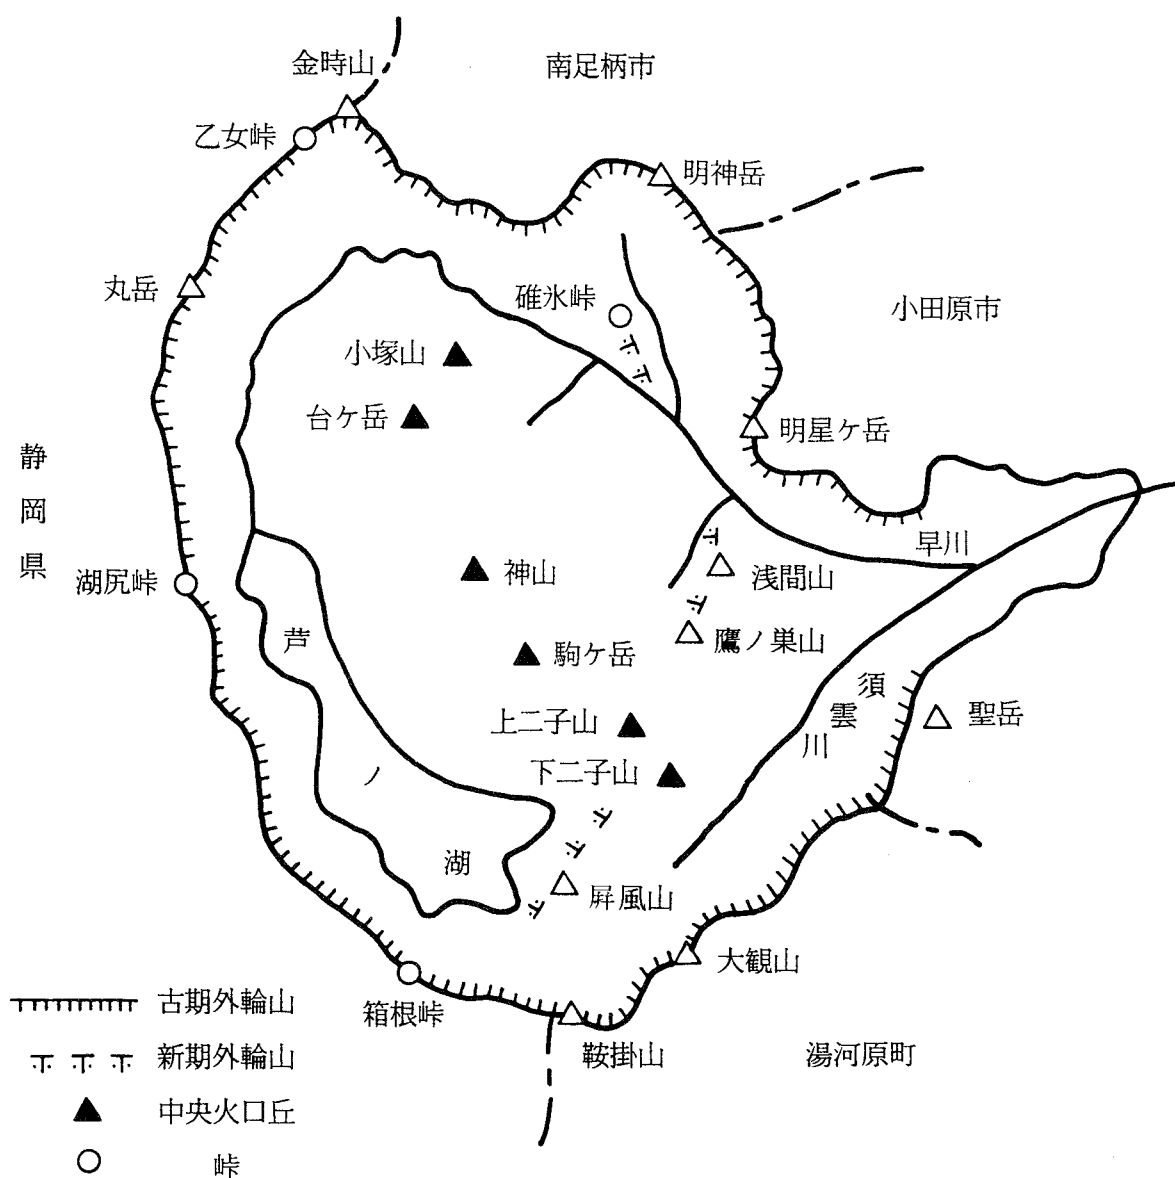 金時山
南足柄市
乙女峠
明神岳
丸岳
碓氷峠
小田原市
小塚山
台ケ岳
明星ケ岳
静岡県
早川
湖尻峠
神山
浅間山
芦ノ湖
駒ケ岳
鷹ノ巣山
須雲川
聖岳
上二子山
下二子山
屛風山
大観山
箱根峠
鞍掛山
湯河原町
古期外輪山
新期外輪山
中央火口丘
峠